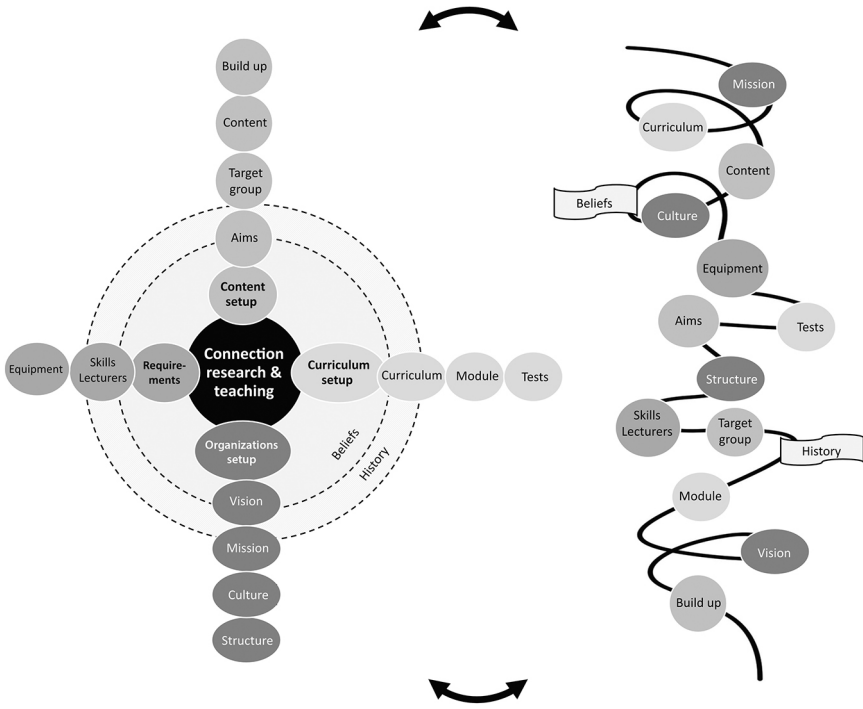 Build up
Content
Target
group
Aims
Content
setup
Equipment
Skills
Lecturers
Require-
ments
Connection
research &
teaching
Curriculum
setup
Curriculum
Module
Tests
Organizations
setup
Beliefs
History
Vision
Mission
Culture
Structure
Mission
Curriculum
Content
Beliefs
Culture
Equipment
Aims
Tests
Structure
Skills
Lecturers
Target
group
History
Module
Vision
Build up